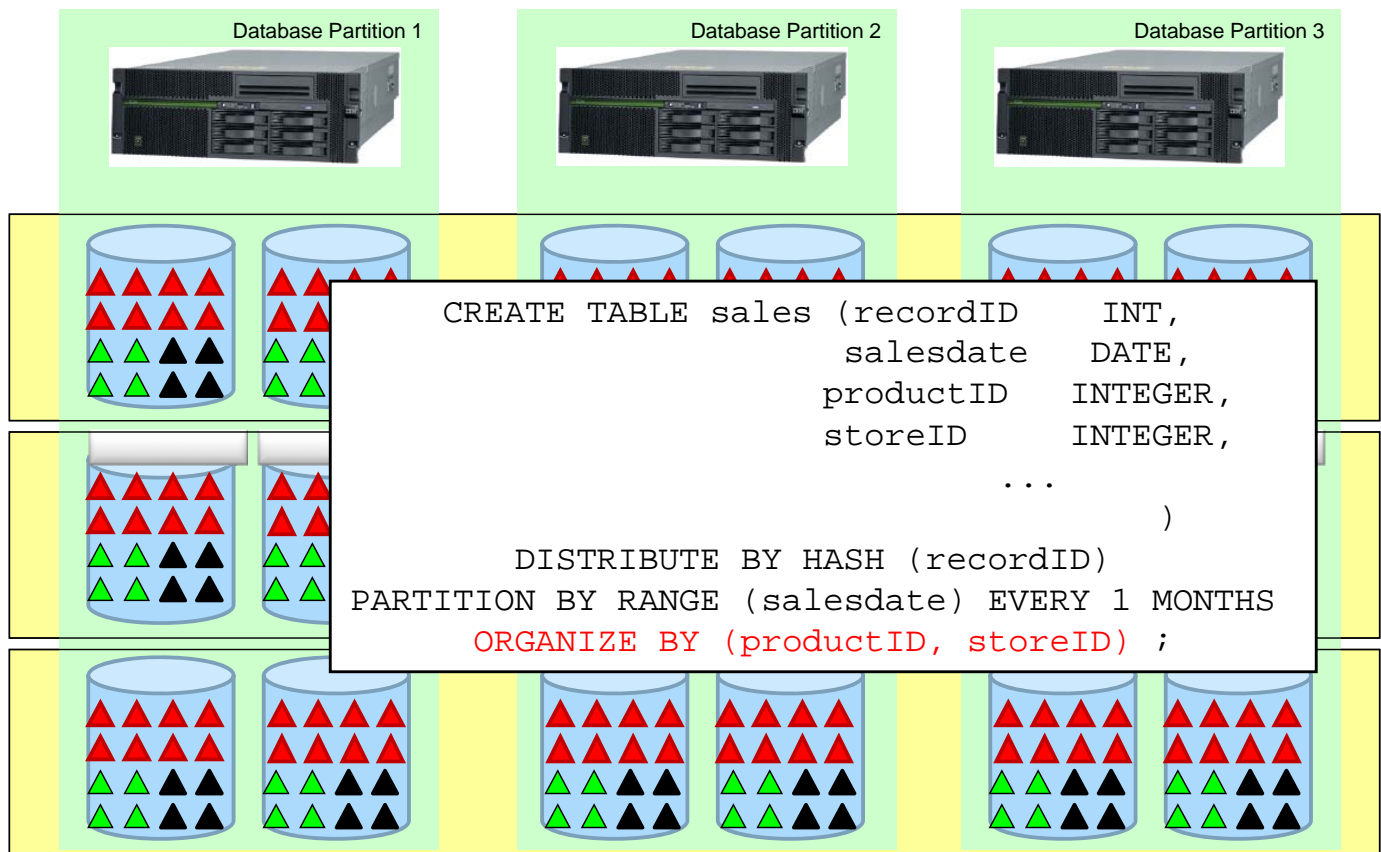 Database Partition 1
Database Partition 2
Database Partition 3
CREATE TABLE sales (recordID INT,
salesdate DATE,
productID INTEGER,
storeID INTEGER,
...
)
DISTRIBUTE BY HASH (recordID)
PARTITION BY RANGE (salesdate) EVERY 1 MONTHS
ORGANIZE BY (productID, storeID) ;